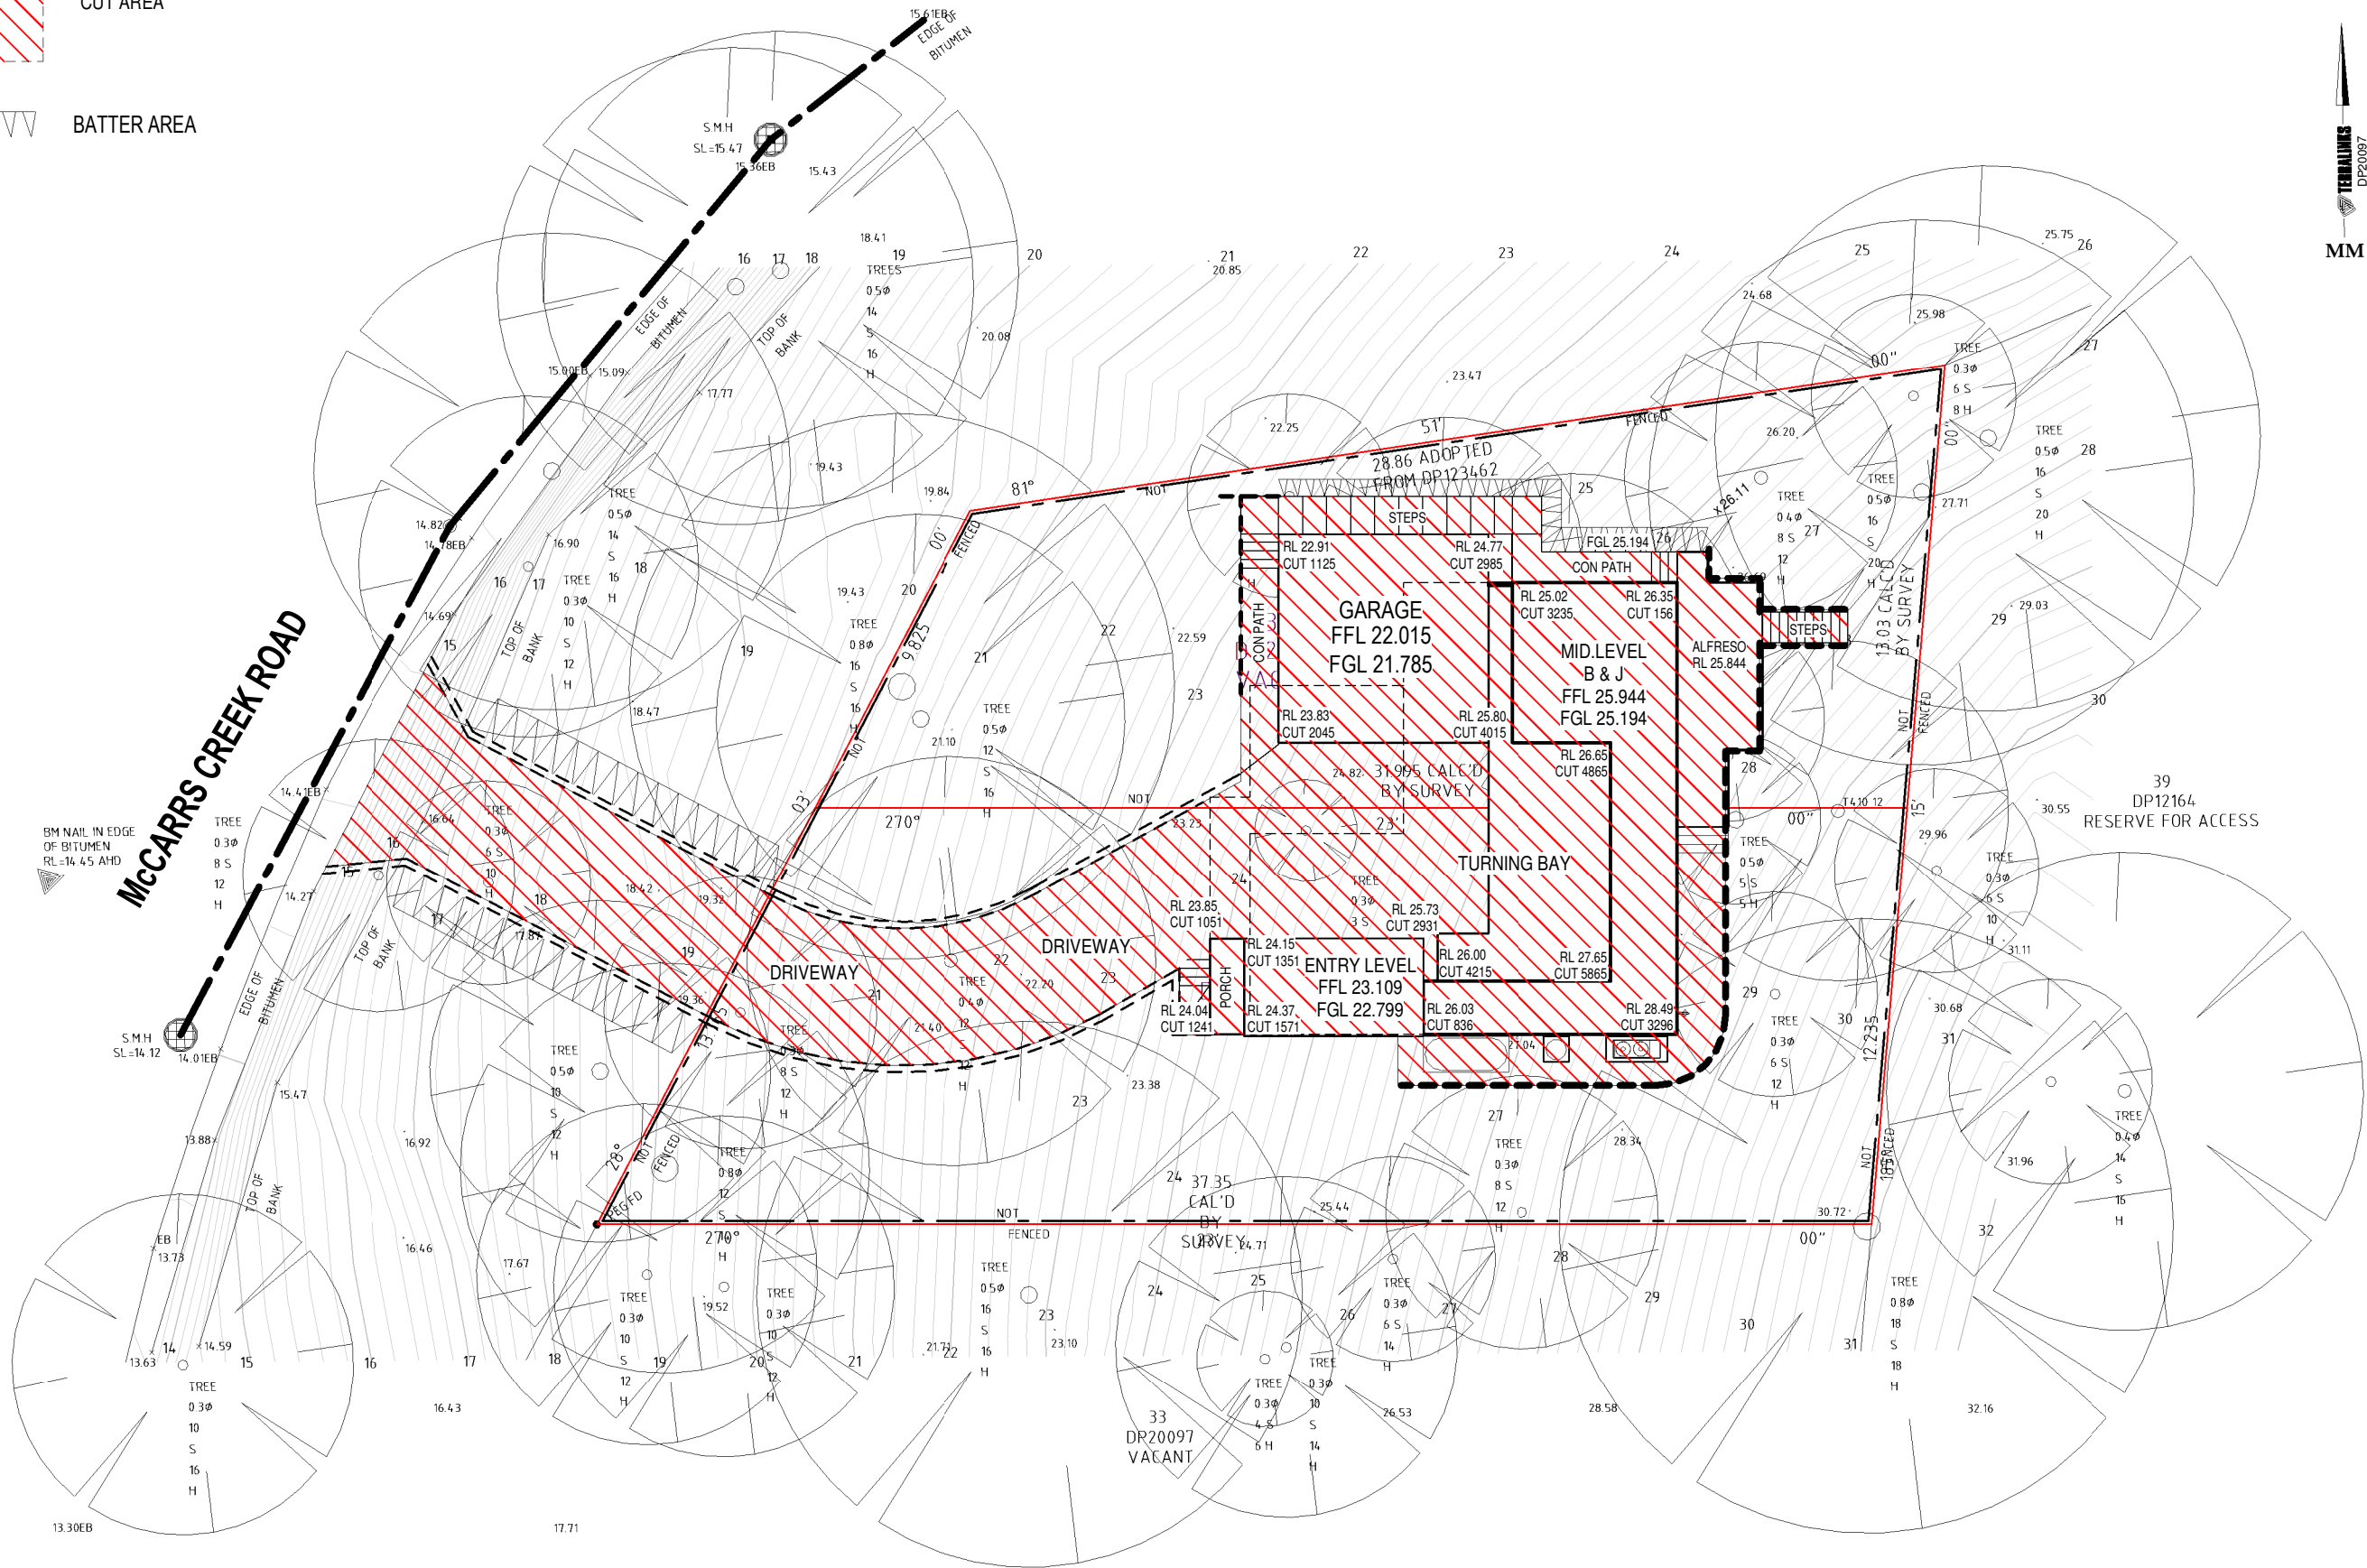 CUT AREA
BATTER AREA
15.61EB
EDGE OF
BITUMEN
S.M.H
SL=15.47
15.36EB
15.43
TERRALINKS
DP20097
MM
18.41
16
17
18
19
20
21
20.85
22
23
24
25
25.75
26
TREES
0.5ø
14
S
16
H
20.08
EDGE OF
BITUMEN
TOP OF
BANK
24.68
25.98
27
15.00EB
15.09
17.77
23.47
00"
TREE
0.3ø
6 S
8 H
22.25
51'
FENCED
26.20
00"
TREE
0.5ø
16
S
20
H
28
28.86 ADOPTED
FROM DP123462
19.43
19.84
81°
NOT
TREE
0.5ø
14
S
16
H
25
x26.11
TREE
0.4ø
8 S
12
H
27
TREE
0.5ø
16
S
20
H
27.71
14.82
14.78EB
16.90
18
00'
FENCED
STEPS
FGL 25.194
26
CON PATH
RL 22.91
CUT 1125
RL 24.77
CUT 2985
16
17
TREE
0.3ø
10
S
12
H
19.43
20
RL 25.02
CUT 3235
RL 26.35
CUT 156
GARAGE
FFL 22.015
FGL 21.785
CON PATH
14.69
15
TOP OF
BANK
TREE
0.8ø
16
S
16
H
9.825
22
22.59
21
19
MID.LEVEL
B & J
FFL 25.944
FGL 25.194
ALFRESO
RL 25.844
STEPS
13.03 CALC'D
BY SURVEY
29
29.03
McCARRS CREEK ROAD
18.47
23
TREE
0.5ø
12
S
16
H
21.10
NOT
RL 23.83
CUT 2045
RL 25.80
CUT 4015
NOT
FENCED
30
RL 26.65
CUT 4865
28
24.82
31.995 CALC'D
BY SURVEY
39
DP12164
RESERVE FOR ACCESS
14.41EB
03'
NOT
270°
23'
00"
15'
30.55
BM NAIL IN EDGE
OF BITUMEN
RL=14.45 AHD
TREE
0.3ø
8 S
12
H
16
16.64
TREE
0.3ø
6 S
10
H
23.23
29.96
TURNING BAY
TREE
0.5ø
5 S
5 H
TREE
0.3ø
6 S
10
H
15
14.27
18.42
19.32
24
TREE
0.3ø
3 S
17
18
17.87
RL 23.85
CUT 1051
RL 25.73
CUT 2931
31.11
TOP OF
BANK
19
DRIVEWAY
DRIVEWAY
22
23
RL 24.15
CUT 1351
ENTRY LEVEL
FFL 23.109
FGL 22.799
RL 26.00
CUT 4215
RL 27.65
CUT 5865
EDGE OF
BITUMEN
19.36
21
TREE
0.4ø
12
S
12
H
22.20
PORCH
29
30.68
RL 24.04
CUT 1241
RL 24.37
CUT 1571
RL 26.03
CUT 836
RL 28.49
CUT 3296
S.M.H
SL=14.12
14.01EB
21.40
TREE
0.3ø
8 S
12
H
TREE
0.3ø
6 S
12
H
30
31
27.04
12.235
TREE
0.5ø
10
S
12
H
15.47
23.38
23
27
TREE
0.4ø
14
S
16
H
13.88
16.92
28°
NOT
FENCED
TREE
0.8ø
12
S
TREE
0.3ø
8 S
12
H
28.34
NOT
31.96
TOP OF
BANK
PEG FD
24
37.35
CAL'D
BY
SURVEY
25.44
30.72
NOT
FENCED
270°
00"
32
EB
13.73
16.46
17.67
24.71
28
TREE
0.5ø
16
S
16
H
24
25
26
TREE
0.3ø
6 S
14
H
27
29
TREE
0.8ø
18
S
18
H
TREE
0.3ø
10
S
12
H
19.52
TREE
0.3ø
10
S
12
H
23
23.10
30
31
13.63
14
14.59
15
16
17
18
19
20
21
21.71
22
TREE
0.3ø
10
S
16
H
TREE
0.3ø
4 S
6 H
TREE
0.3ø
10
S
14
H
16.43
26.53
28.58
32.16
33
DP20097
VACANT
13.30EB
17.71